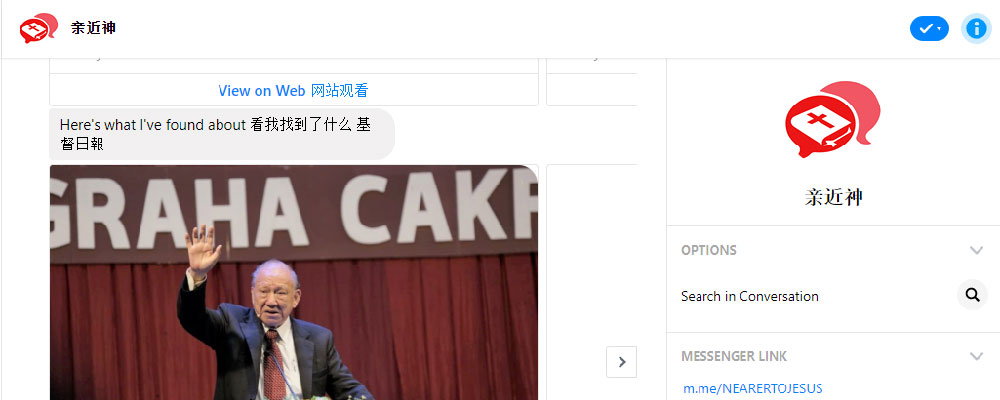 亲近神
View on Web 网站观看
Here's what I've found about 看我找到了什么 基
督日報
GRAHA CAK
亲近神
OPTIONS
Search in Conversation
MESSENGER LINK
m.me/NEARERTOJESUS